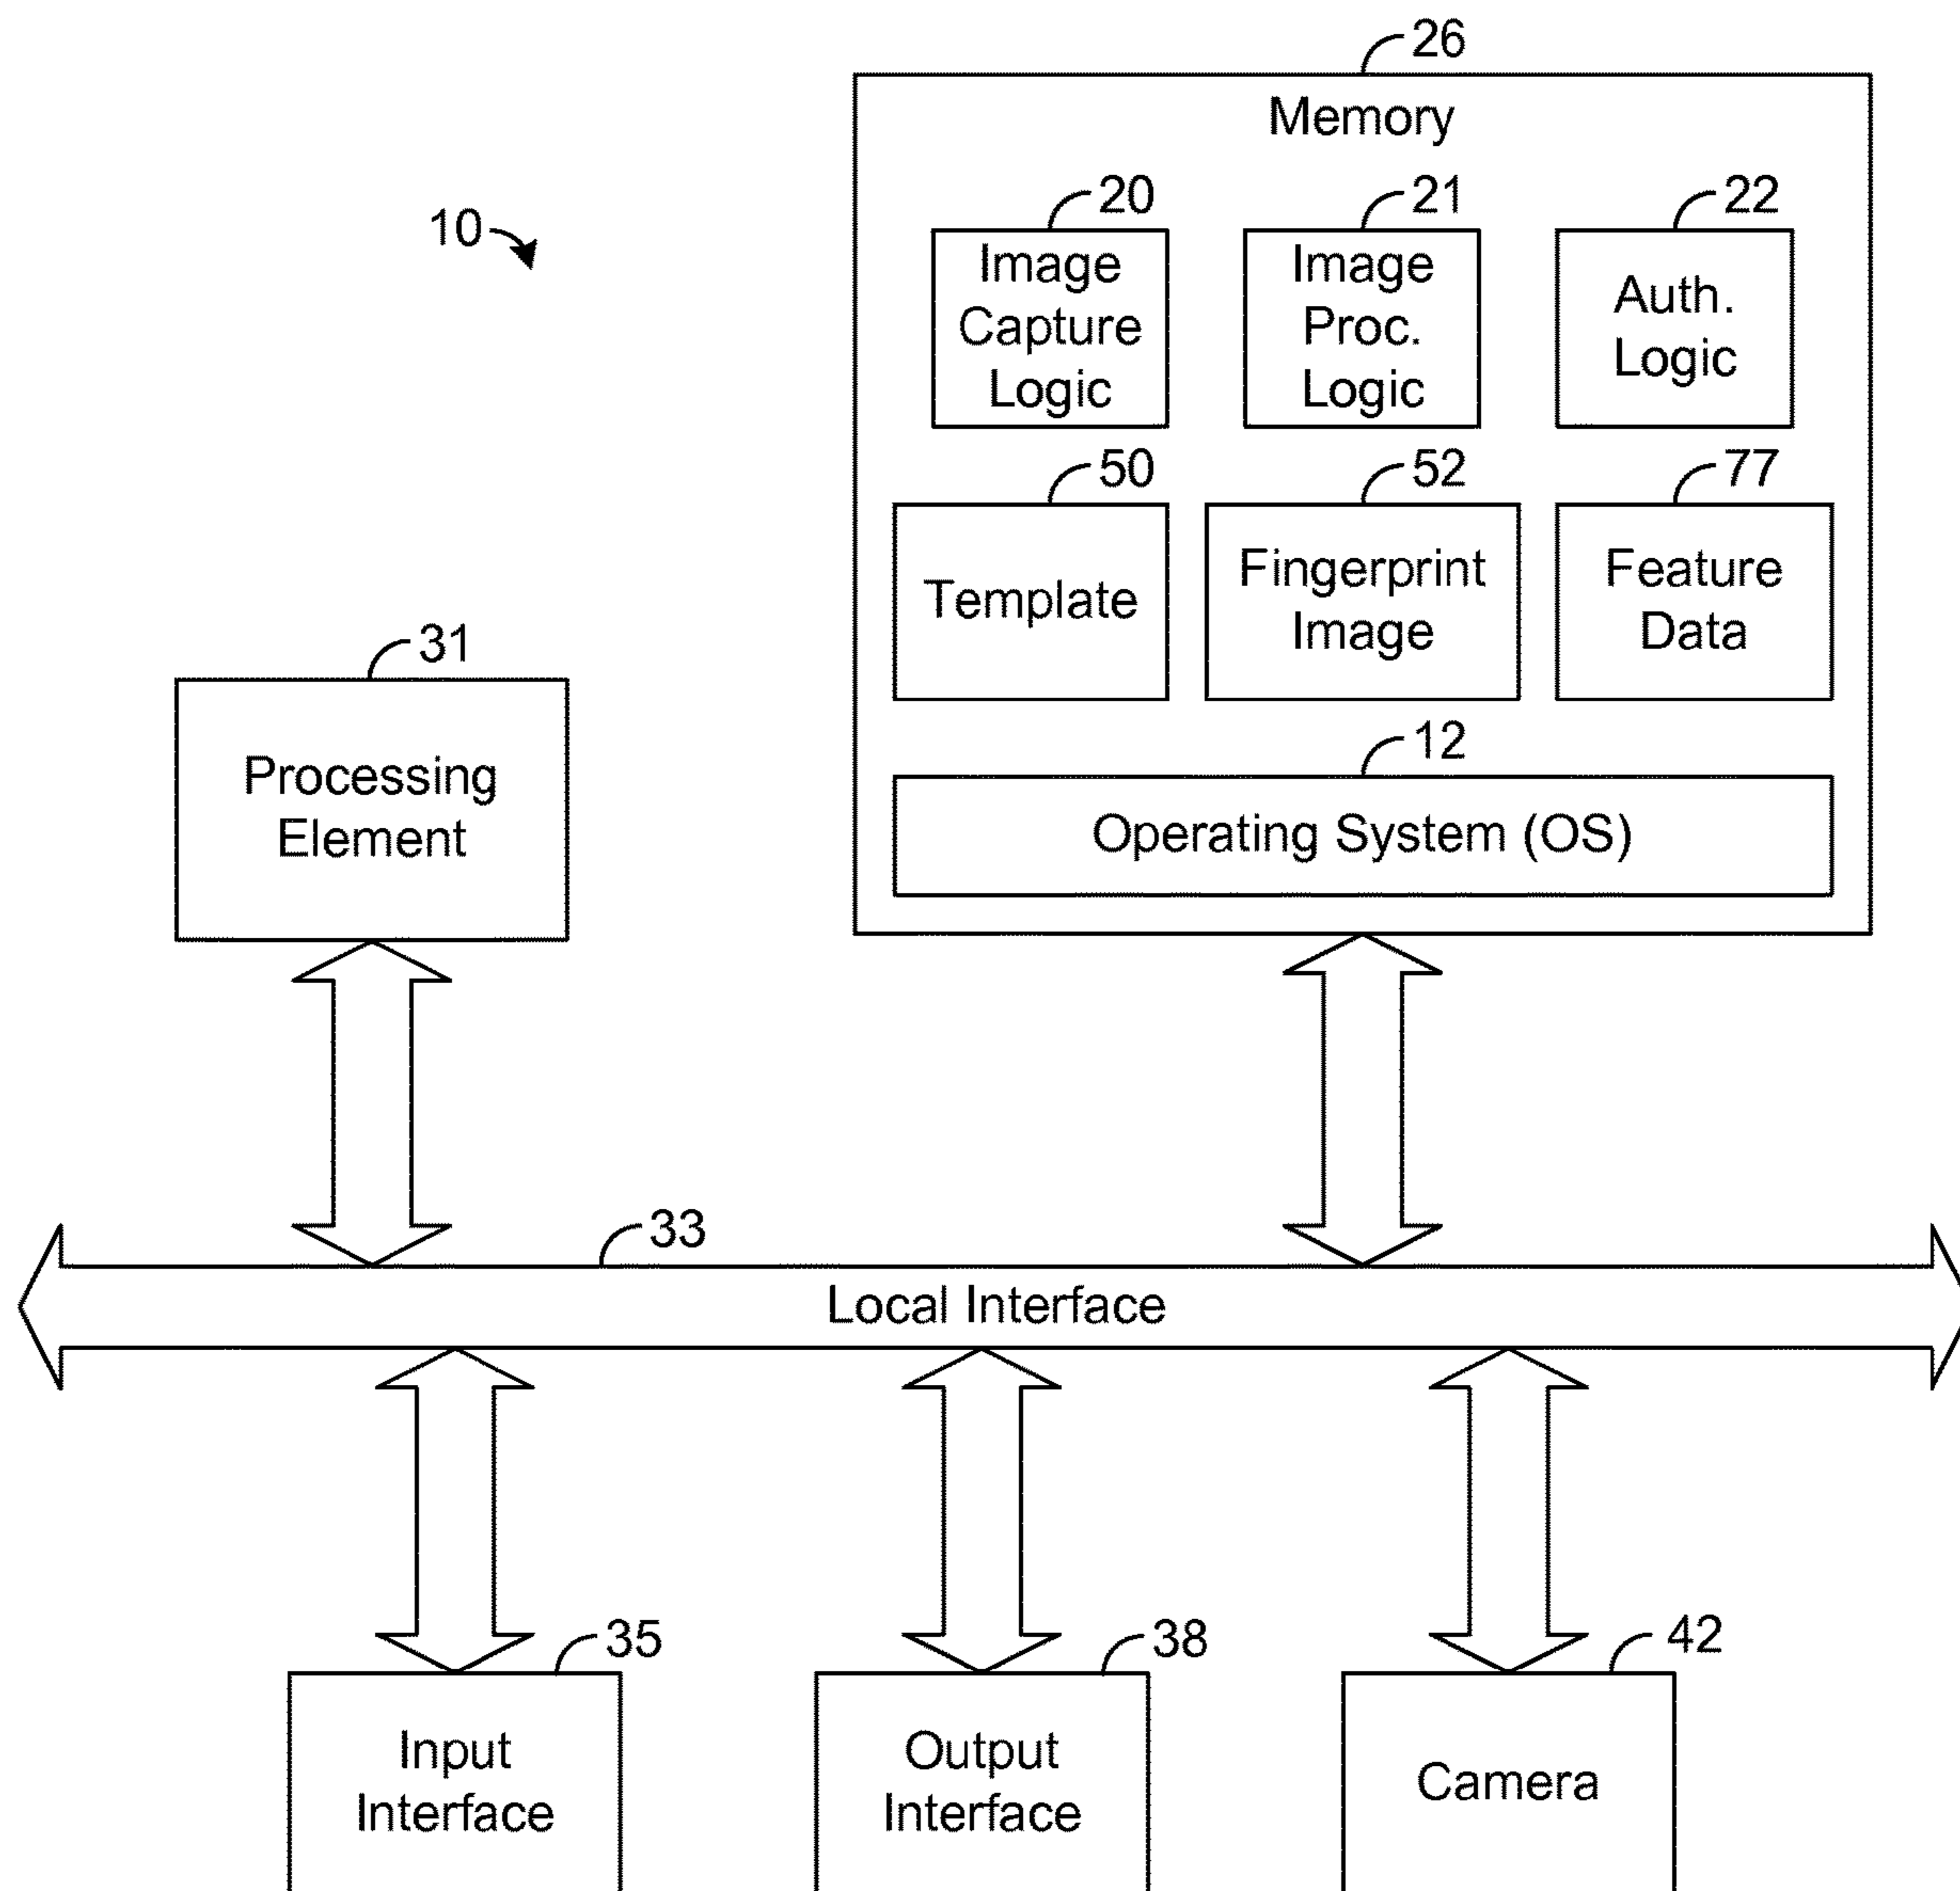 26
Memory
10
20
21
22
Image
Capture
Logic
Image
Proc.
Logic
Auth.
Logic
50
52
77
Template
Fingerprint
Image
Feature
Data
12
Operating System (OS)
31
Processing
Element
33
Local Interface
35
38
42
Input
Interface
Output
Interface
Camera